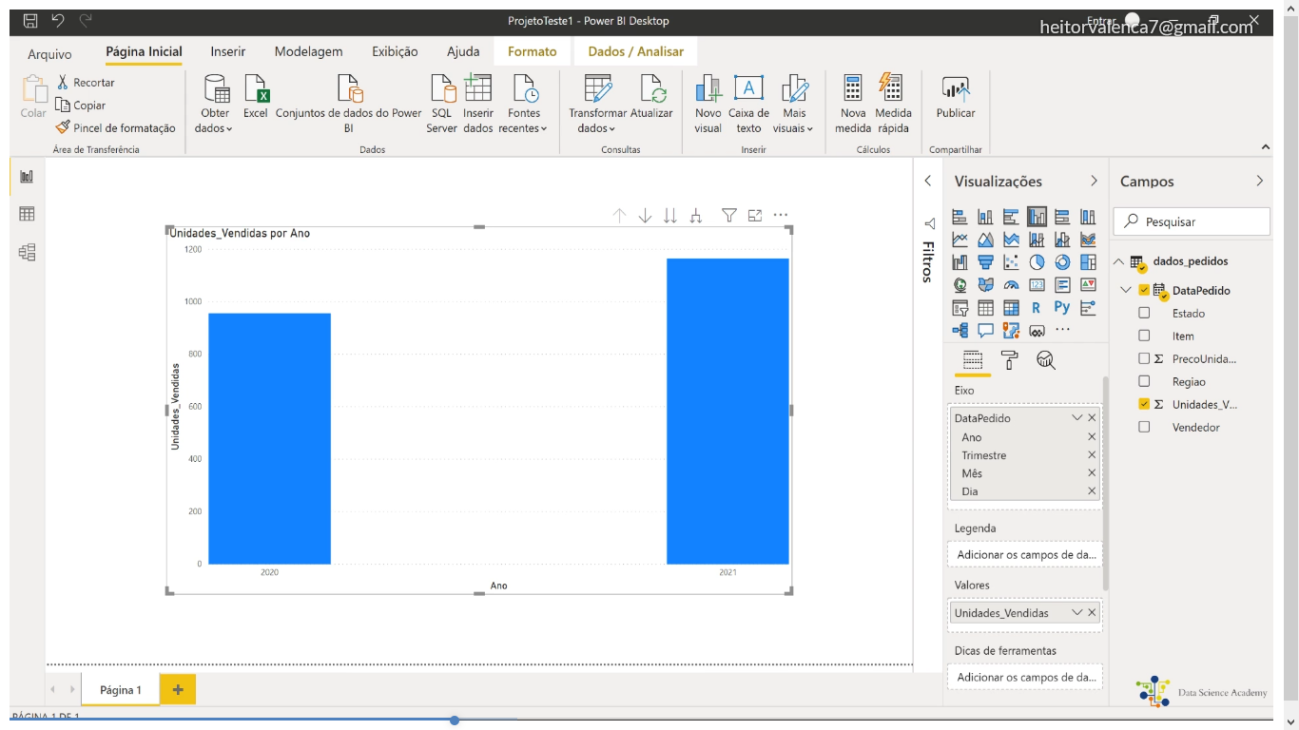 ProjetoTeste1 - Power BI Desktop
Entrar
heitorvalenca7@gmail.com
Arquivo
Página Inicial
Inserir
Modelagem
Exibição
Ajuda
Formato
Dados / Analisar
Colar
Recortar
Copiar
Pincel de formatação
Área de Transferência
Obter dados
Excel
Conjuntos de dados do Power BI
SQL Server
Inserir dados
Fontes recentes
Dados
Transformar dados
Atualizar
Consultas
Novo visual
Caixa de texto
Mais visuais
Inserir
Nova medida
Medida rápida
Cálculos
Publicar
Compartilhar
Unidades_Vendidas por Ano
1200
1000
800
600
400
200
0
Unidades_Vendidas
2020
2021
Ano
Filtros
Visualizações
R
Py
Eixo
DataPedido
Ano
Trimestre
Mês
Dia
Legenda
Adicionar os campos de da...
Valores
Unidades_Vendidas
Dicas de ferramentas
Adicionar os campos de da...
Campos
Pesquisar
dados_pedidos
DataPedido
Estado
Item
Σ PrecoUnida...
Regiao
Σ Unidades_V...
Vendedor
Data Science Academy
Página 1
PÁGINA 1 DE 1